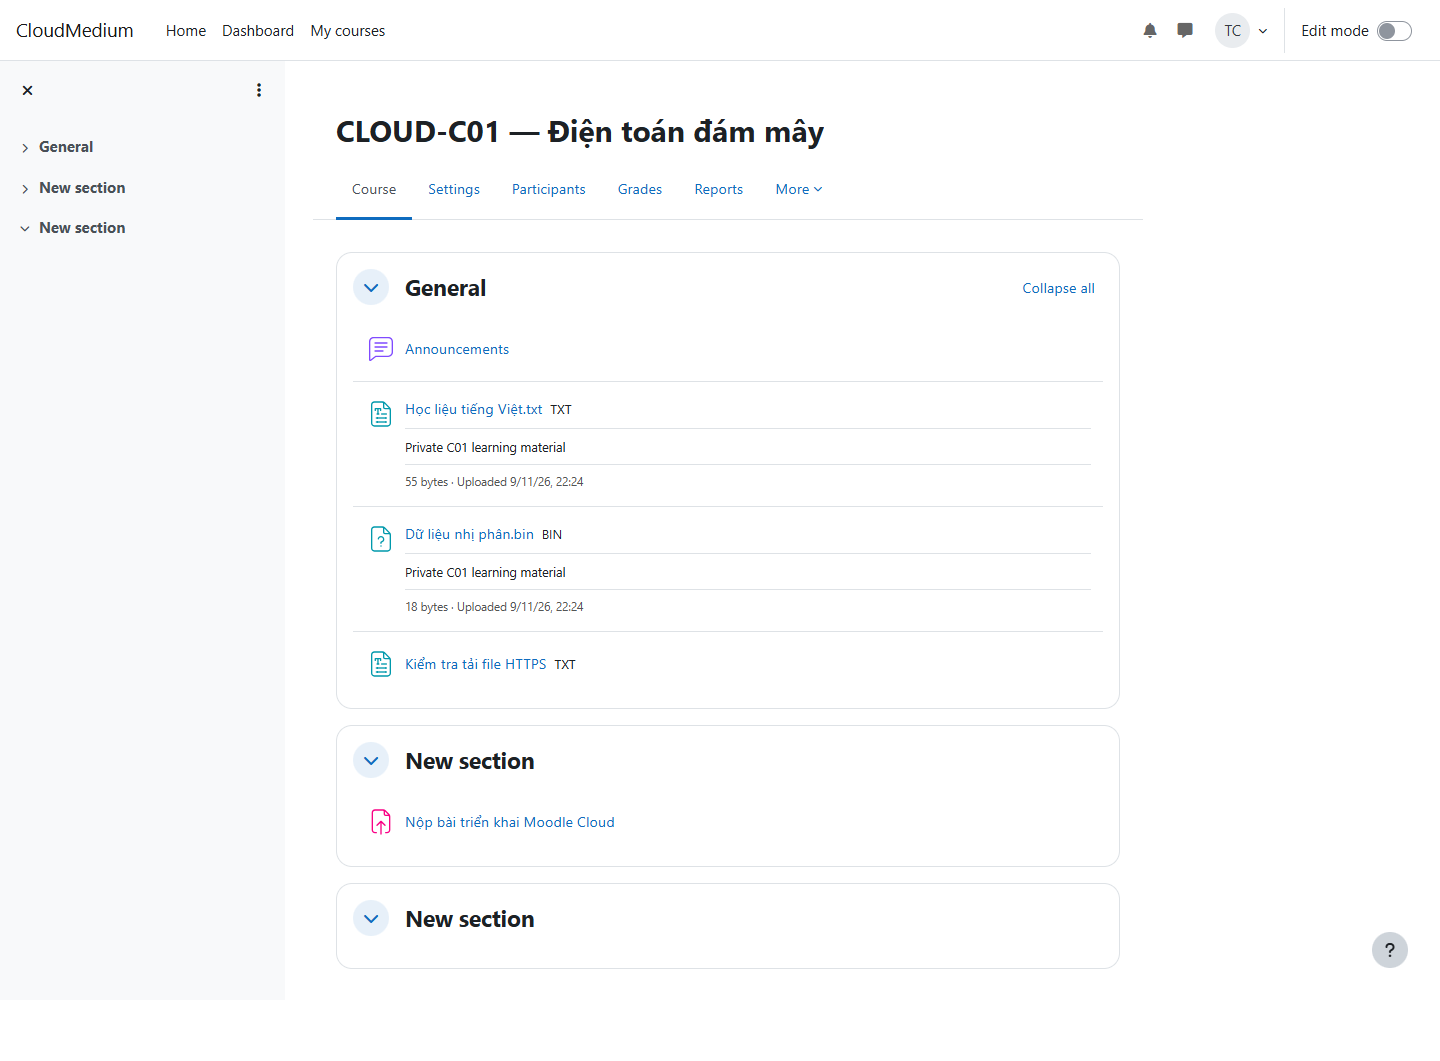 CloudMedium Home Dashboard My courses TC Edit mode
General
New section
New section
CLOUD-C01 — Điện toán đám mây
Course Settings Participants Grades Reports More
General Collapse all
Announcements
Học liệu tiếng Việt.txt TXT
Private C01 learning material
55 bytes · Uploaded 9/11/26, 22:24
Dữ liệu nhị phân.bin BIN
Private C01 learning material
18 bytes · Uploaded 9/11/26, 22:24
Kiểm tra tải file HTTPS TXT
New section
Nộp bài triển khai Moodle Cloud
New section
?